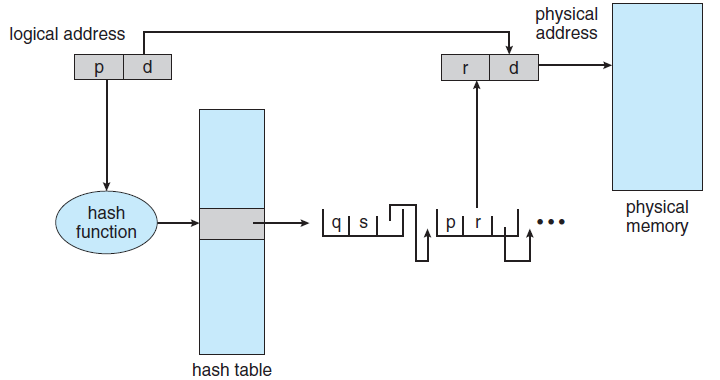 logical address
physical
address
p d
r d
hash
function
q s
p r
•••
physical
memory
hash table